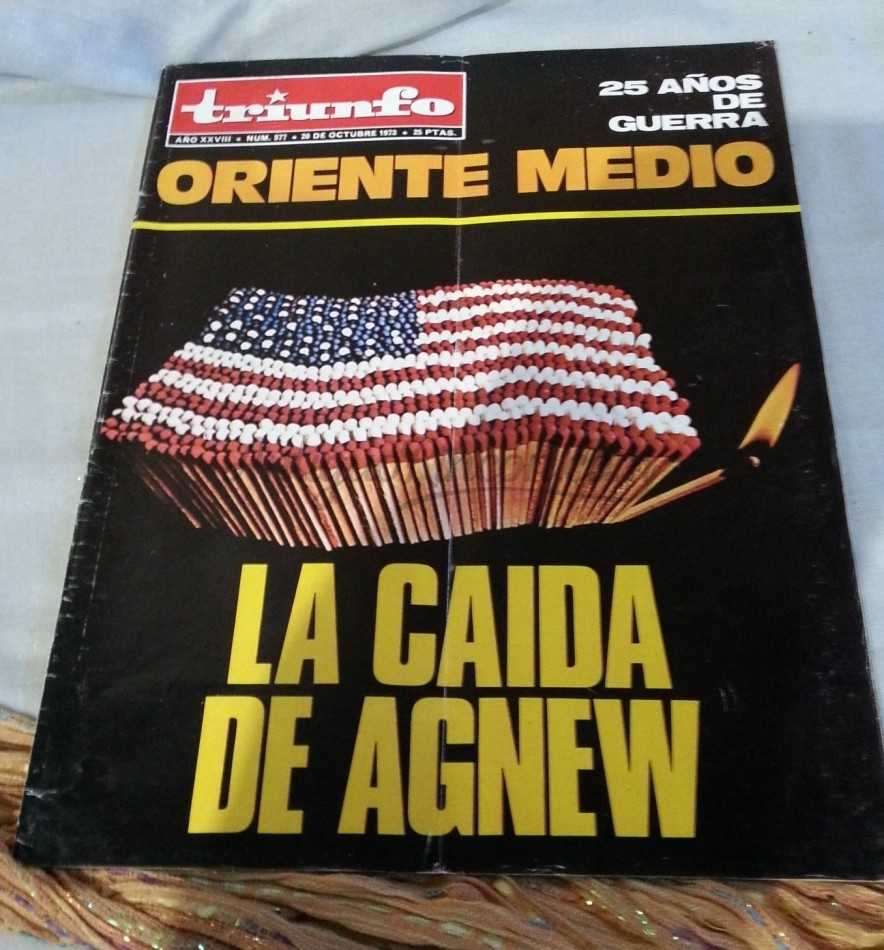 triunfo
AÑO XXVIII • NUM. 577 • 20 DE OCTUBRE 1973 • 25 PTAS.
25 AÑOS
DE
GUERRA
ORIENTE MEDIO
LA CAIDA
DE AGNEW